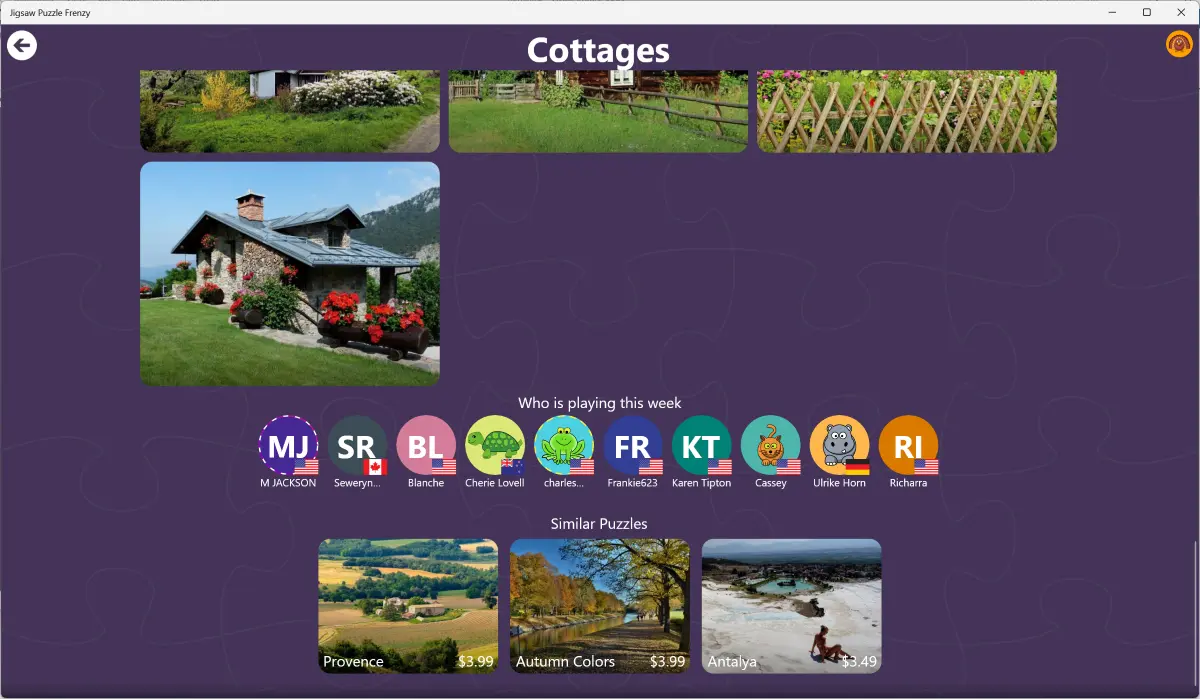 Jigsaw Puzzle Frenzy
Cottages
Who is playing this week
MJ SR BL FR KT RI
M JACKSON Seweryn... Blanche Cherie Lovell charles... Frankie623 Karen Tipton Cassey Ulrike Horn Richarra
Similar Puzzles
Provence $3.99 Autumn Colors $3.99 Antalya $3.49